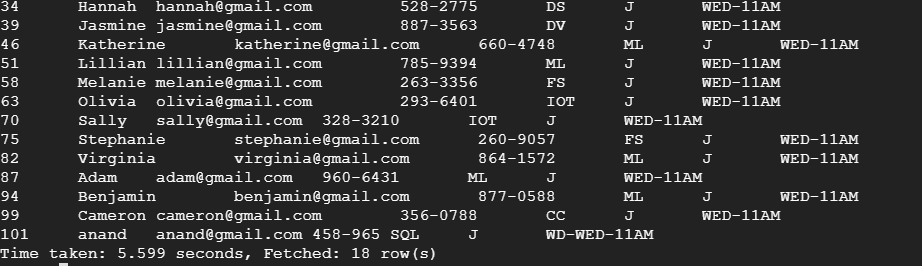 34 Hannah hannah@gmail.com 528-2775 DS J WED-11AM
39 Jasmine jasmine@gmail.com 887-3563 DV J WED-11AM
46 Katherine katherine@gmail.com 660-4748 ML J WED-11AM
51 Lillian lillian@gmail.com 785-9394 ML J WED-11AM
58 Melanie melanie@gmail.com 263-3356 FS J WED-11AM
63 Olivia olivia@gmail.com 293-6401 IOT J WED-11AM
70 Sally sally@gmail.com 328-3210 IOT J WED-11AM
75 Stephanie stephanie@gmail.com 260-9057 FS J WED-11AM
82 Virginia virginia@gmail.com 864-1572 ML J WED-11AM
87 Adam adam@gmail.com 960-6431 ML J WED-11AM
94 Benjamin benjamin@gmail.com 877-0588 ML J WED-11AM
99 Cameron cameron@gmail.com 356-0788 CC J WED-11AM
101 anand anand@gmail.com 458-965 SQL J WD-WED-11AM
Time taken: 5.599 seconds, Fetched: 18 row(s)